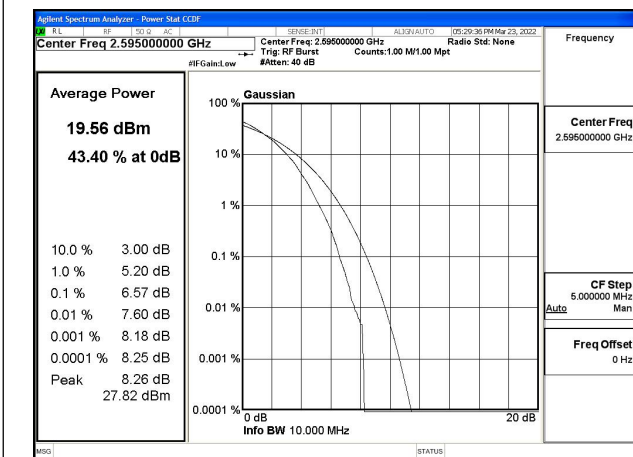 Agilent Spectrum Analyzer - Power Stat CCDF
RL RF 50 Ω AC SENSE:INT ALIGN AUTO 05:29:36 PM Mar 23, 2022
Center Freq 2.595000000 GHz
Center Freq: 2.595000000 GHz Radio Std: None
Trig: RF Burst Counts:1.00 M/1.00 Mpt
#IFGain:Low #Atten: 40 dB
Frequency
Average Power
19.56 dBm
43.40 % at 0dB
10.0 % 3.00 dB
1.0 % 5.20 dB
0.1 % 6.57 dB
0.01 % 7.60 dB
0.001 % 8.18 dB
0.0001 % 8.25 dB
Peak 8.26 dB
27.82 dBm
Gaussian
100 %
10 %
1 %
0.1 %
0.01 %
0.001 %
0.0001 %
0 dB 20 dB
Info BW 10.000 MHz
Center Freq
2.595000000 GHz
CF Step
5.000000 MHz
Auto Man
Freq Offset
0 Hz
MSG STATUS